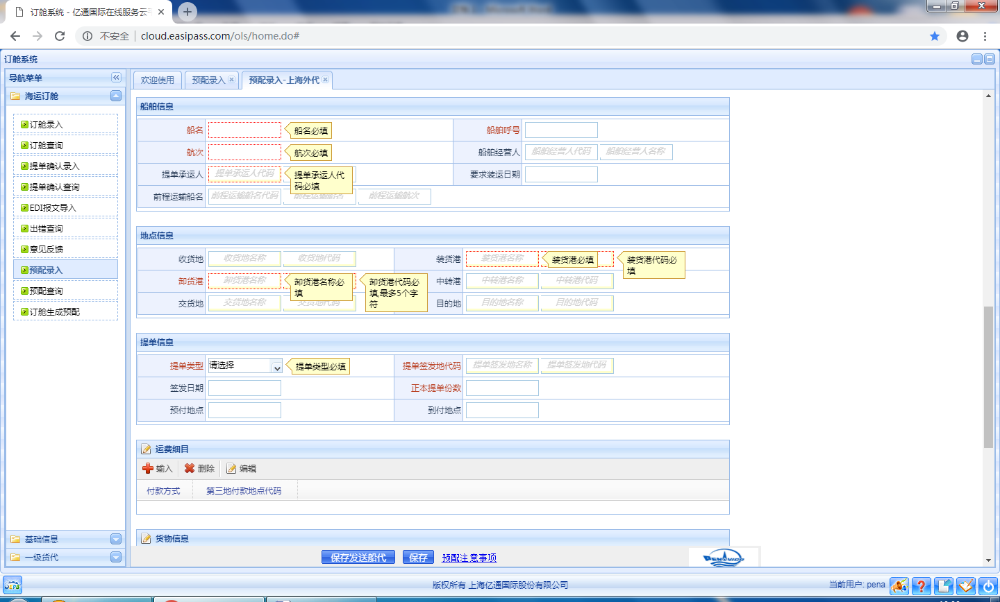 订舱系统 - 亿通国际在线服务云平
不安全 cloud.easipass.com/ols/home.do#
订舱系统
导航菜单
海运订舱
订舱录入
订舱查询
提单确认录入
提单确认查询
EDI报文导入
出错查询
意见反馈
预配录入
预配查询
订舱生成预配
基础信息
一级货代
欢迎使用 预配录入 预配录入-上海外代
船舶信息
船名 船名必填 船舶呼号
航次 航次必填 船舶经营人 船舶经营人代码 船舶经营人名称
提单承运人 提单承运人代码 提单承运人代码必填 要求装运日期
前程运输船名 前程运输船名代码 前程运输船名 前程运输航次
地点信息
收货地 收货地名称 收货地代码 装货港 装货港名称 装货港必填 装货港代码必填
卸货港 卸货港名称 卸货港名称必填 卸货港代码必填,最多5个字符 中转港 中转港名称 中转港代码
交货地 交货地名称 交货地代码 目的地 目的地名称 目的地代码
提单信息
提单类型 请选择 提单类型必填 提单签发地代码 提单签发地名称 提单签发地代码
签发日期 正本提单份数
预付地点 到付地点
运费细目
输入 删除 编辑
付款方式 第三地付款地点代码
货物信息
保存发送船代 保存 预配注意事项
PENAVICO
EPB 版权所有 上海亿通国际股份有限公司 当前用户: pena